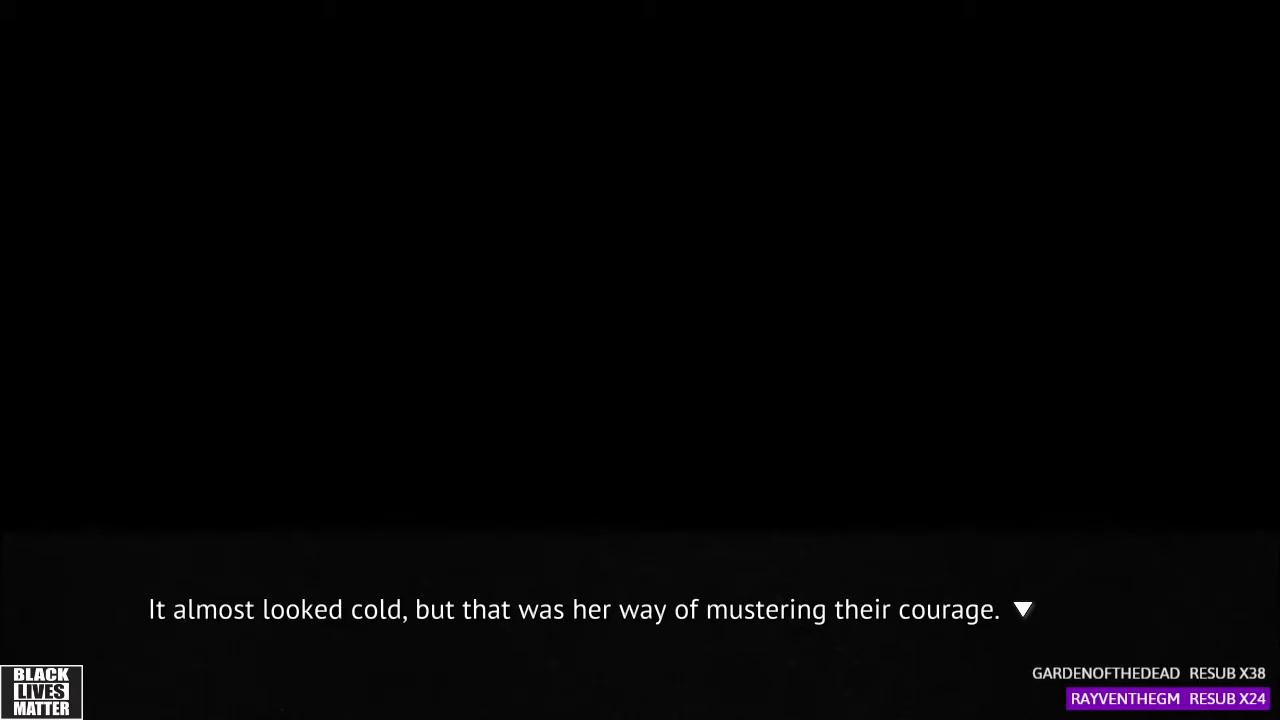 It almost looked cold, but that was her way of mustering their courage.
BLACK
LIVES
MATTER
GARDENOFTHEDEAD RESUB X38
RAYVENTHEGM RESUB X24